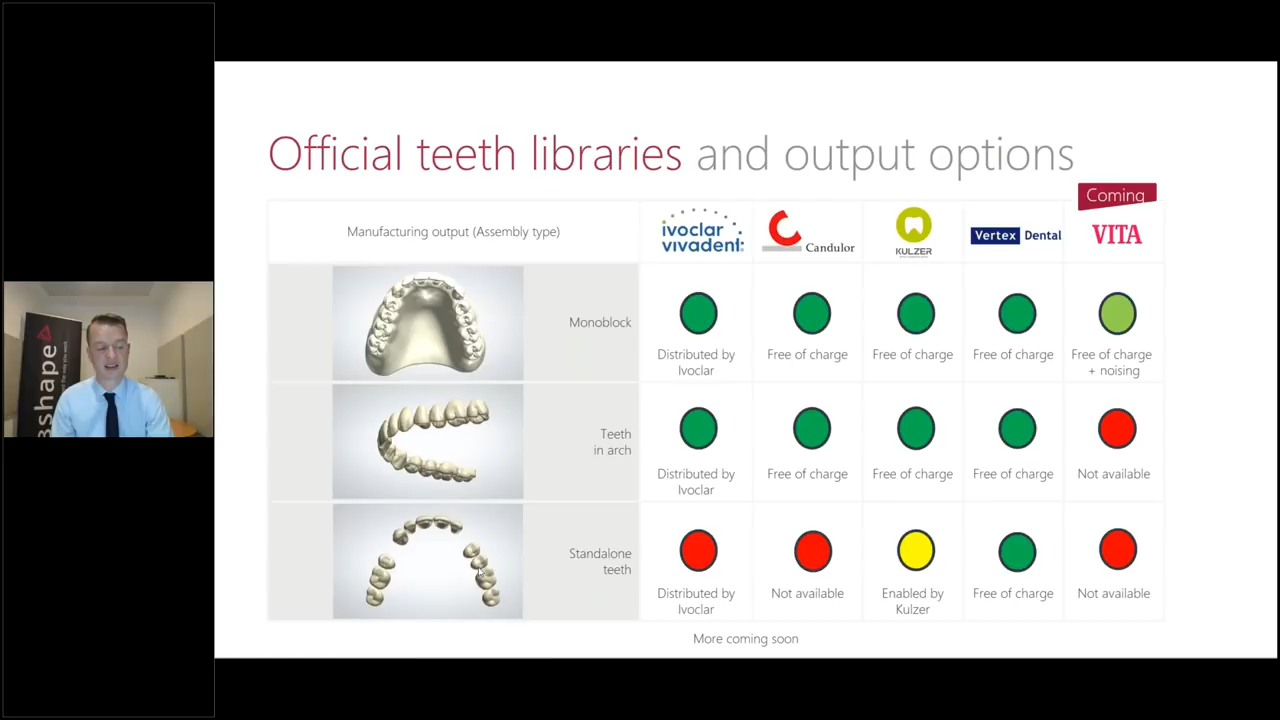 Official teeth libraries and output options
Coming
Manufacturing output (Assembly type)
ivoclar
vivadent:
Candulor
KULZER
Vertex Dental
VITA
Monoblock
Distributed by
Ivoclar
Free of charge
Free of charge
Free of charge
Free of charge
+ noising
Teeth
in arch
Distributed by
Ivoclar
Free of charge
Free of charge
Free of charge
Not available
Standalone
teeth
Distributed by
Ivoclar
Not available
Enabled by
Kulzer
Free of charge
Not available
More coming soon
3shape